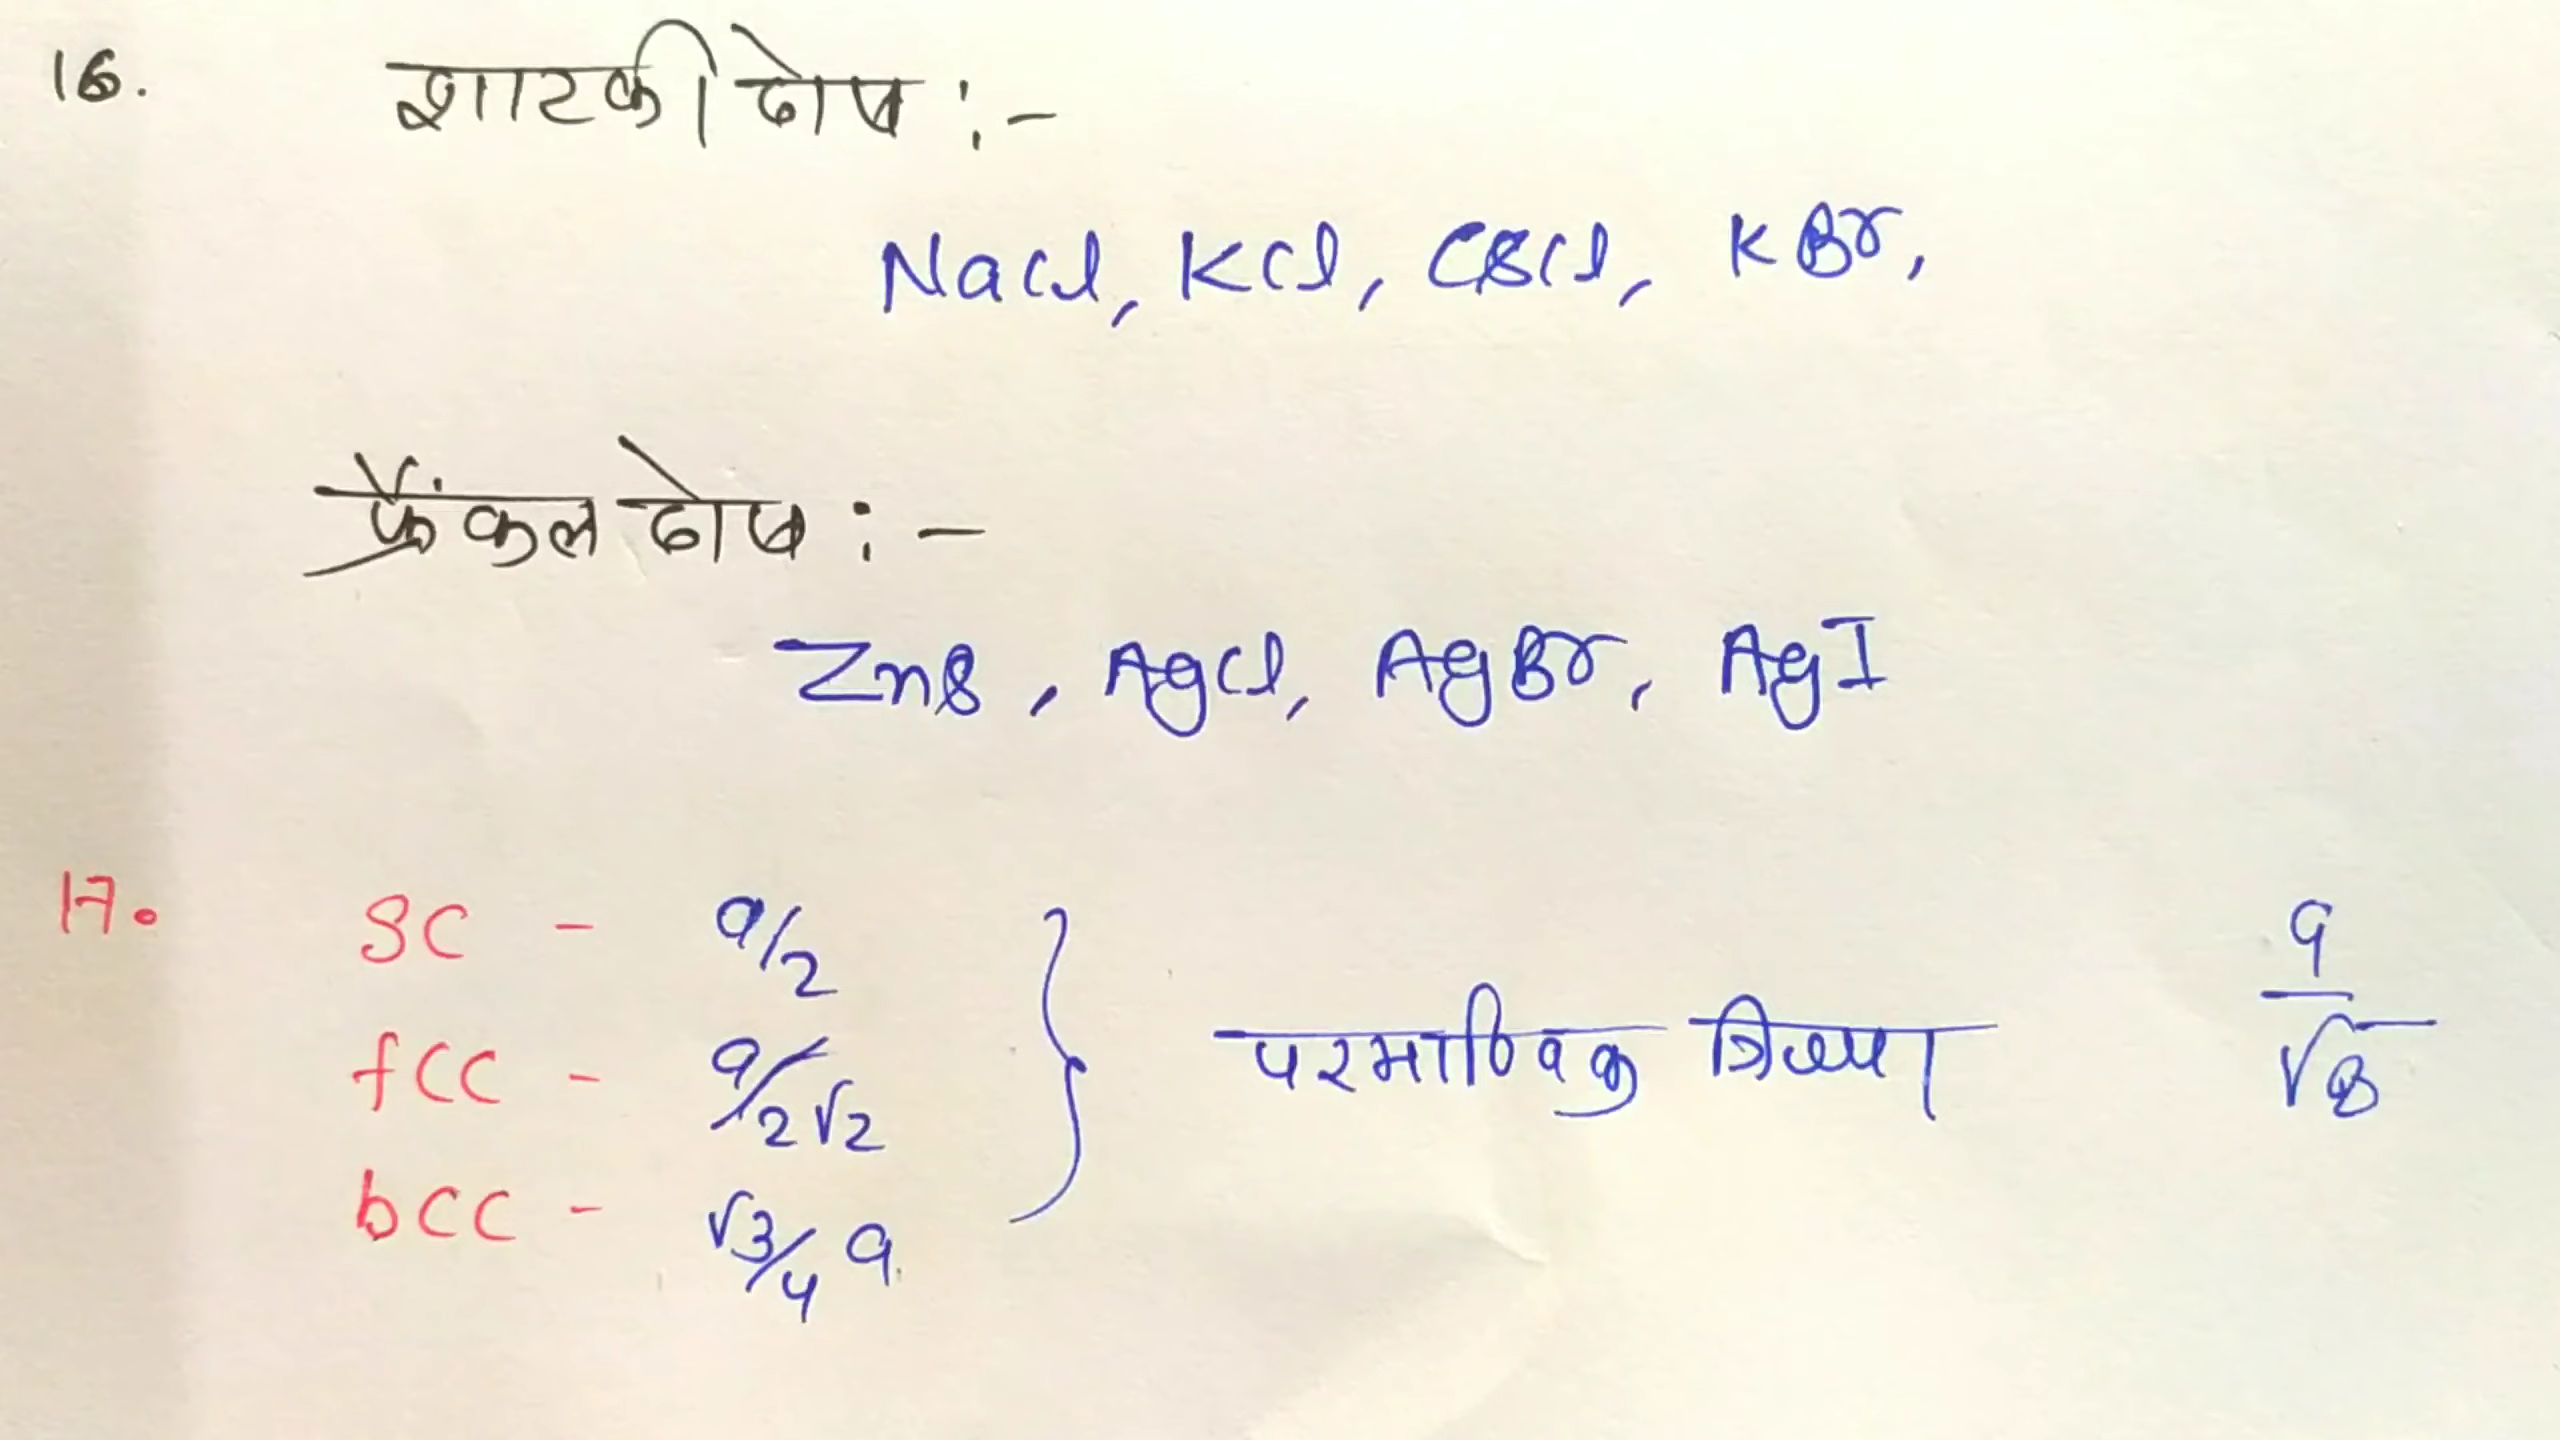 16. शाटकी दोष :-
NaCl, KCl, CsCl, KBr,
फ्रैंकल दोष : -
ZnS, AgCl, AgBr, AgI
17. SC - a/2
fCC - a/2√2
bCC - √3/4 a
} परमाण्विक त्रिज्या
a/√8